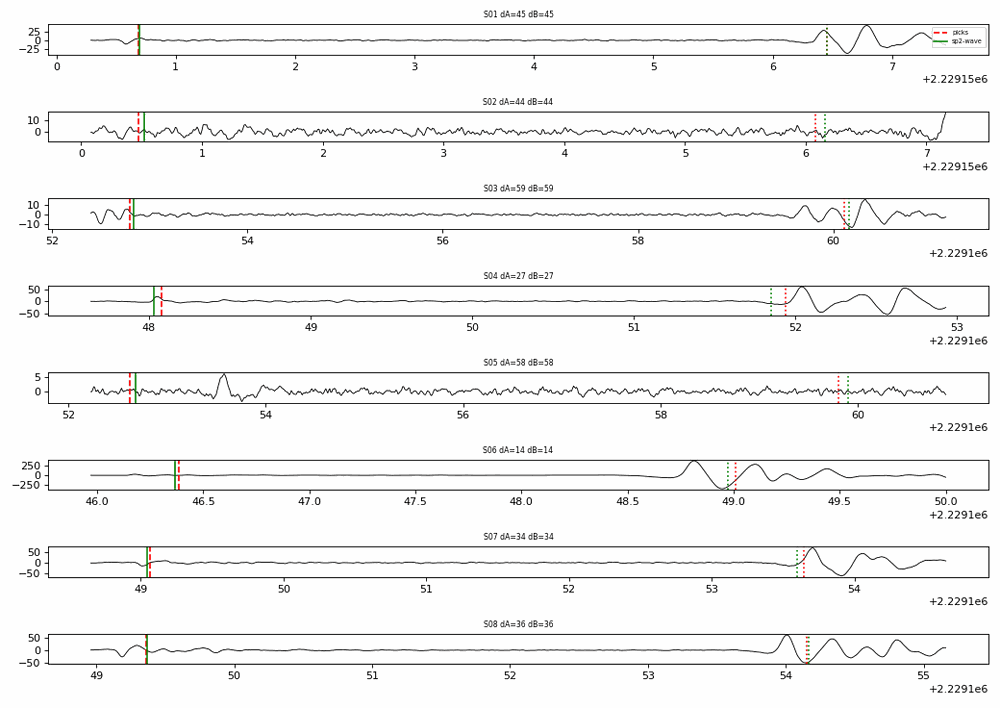 S01 dA=45 dB=45
25
0
−25
picks
sp2-wave
0 1 2 3 4 5 6 7
+2.22915e6
S02 dA=44 dB=44
10
0
0 1 2 3 4 5 6 7
+2.22915e6
S03 dA=59 dB=59
10
0
−10
52 54 56 58 60
+2.2291e6
S04 dA=27 dB=27
50
0
−50
48 49 50 51 52 53
+2.2291e6
S05 dA=58 dB=58
5
0
52 54 56 58 60
+2.2291e6
S06 dA=14 dB=14
250
0
−250
46.0 46.5 47.0 47.5 48.0 48.5 49.0 49.5 50.0
+2.2291e6
S07 dA=34 dB=34
50
0
−50
49 50 51 52 53 54
+2.2291e6
S08 dA=36 dB=36
50
0
−50
49 50 51 52 53 54 55
+2.2291e6